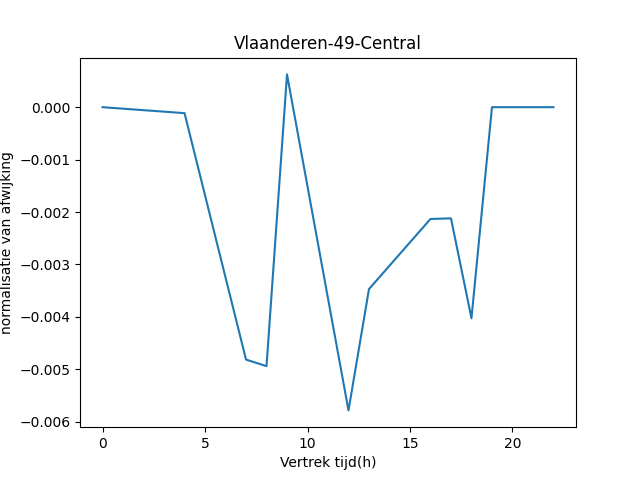 Vlaanderen-49-Central
normalisatie van afwijking
0.000
−0.001
−0.002
−0.003
−0.004
−0.005
−0.006
0 5 10 15 20
Vertrek tijd(h)